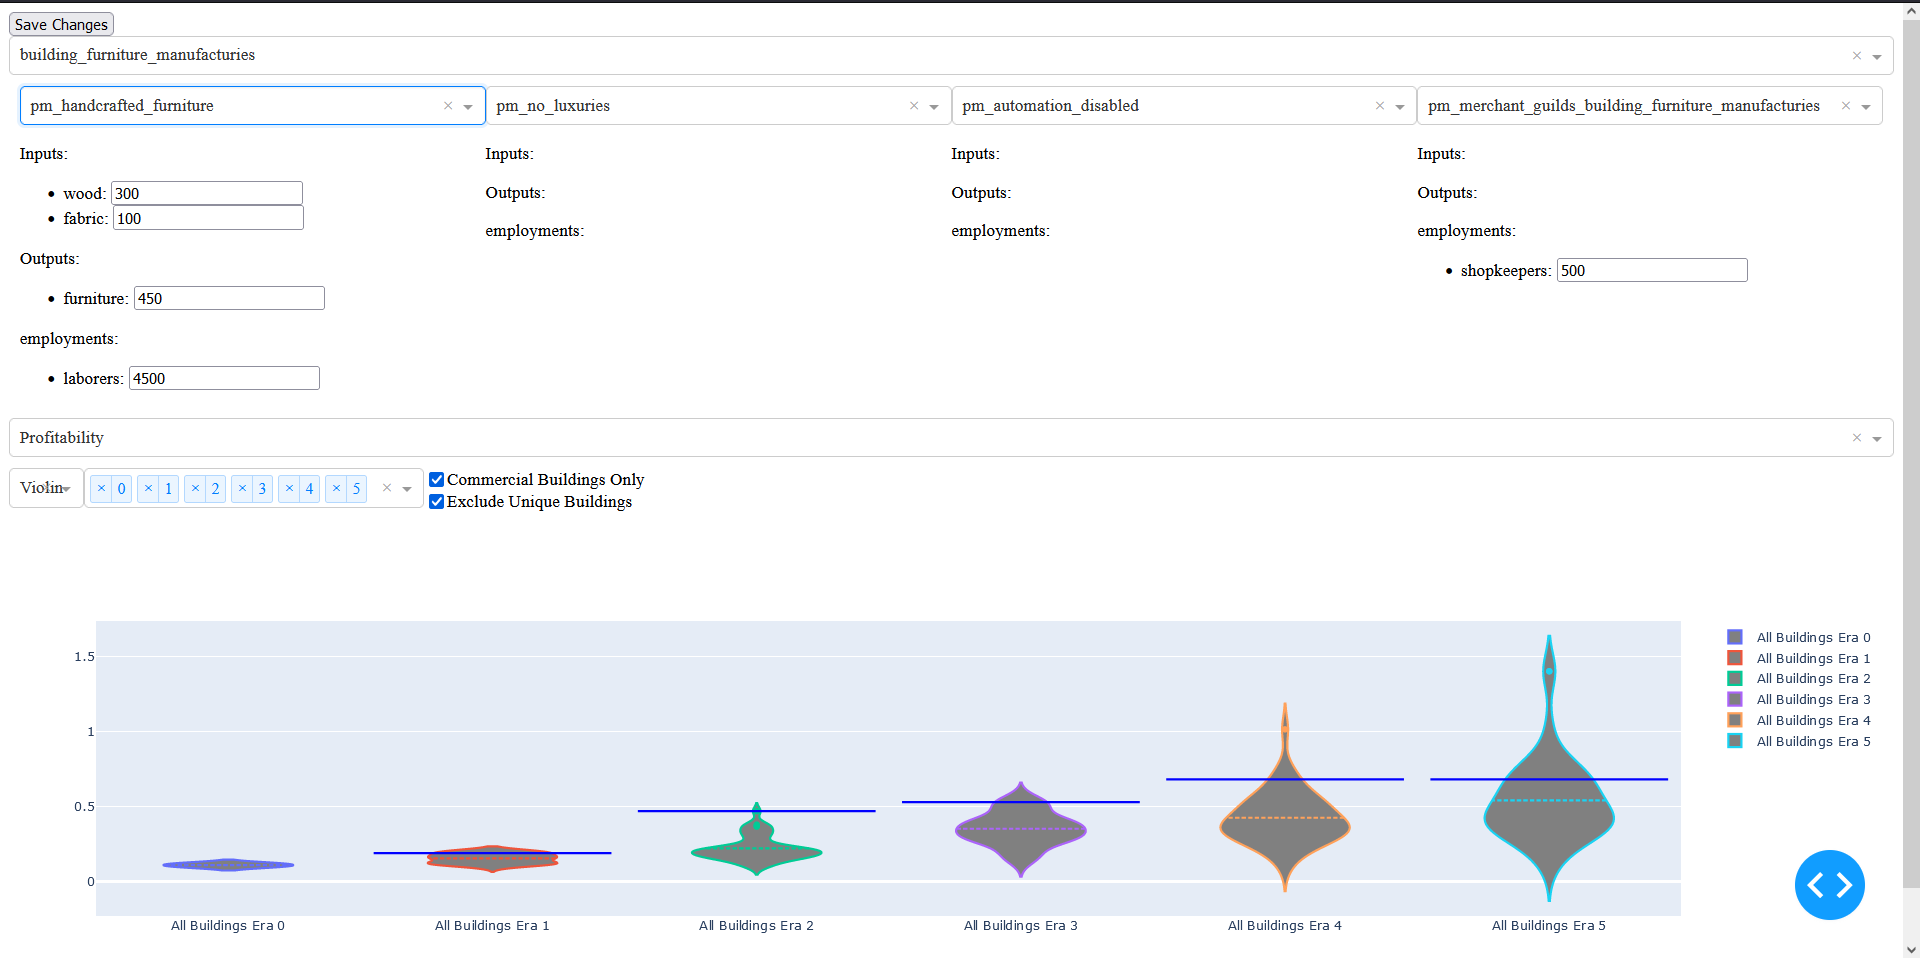 Save Changes
building_furniture_manufacturies × 
pm_handcrafted_furniture × pm_no_luxuries × pm_automation_disabled × pm_merchant_guilds_building_furniture_manufacturies ×
Inputs: Inputs: Inputs: Inputs:
• wood: 300 Outputs: Outputs: Outputs:
• fabric: 100 employments: employments: employments:
Outputs: • shopkeepers: 500
• furniture: 450
employments:
• laborers: 4500
Profitability ×
Violin × 0 × 1 × 2 × 3 × 4 × 5 × Commercial Buildings Only
Exclude Unique Buildings
1.5
1
0.5
0
All Buildings Era 0 All Buildings Era 1 All Buildings Era 2 All Buildings Era 3 All Buildings Era 4 All Buildings Era 5
All Buildings Era 0
All Buildings Era 1
All Buildings Era 2
All Buildings Era 3
All Buildings Era 4
All Buildings Era 5